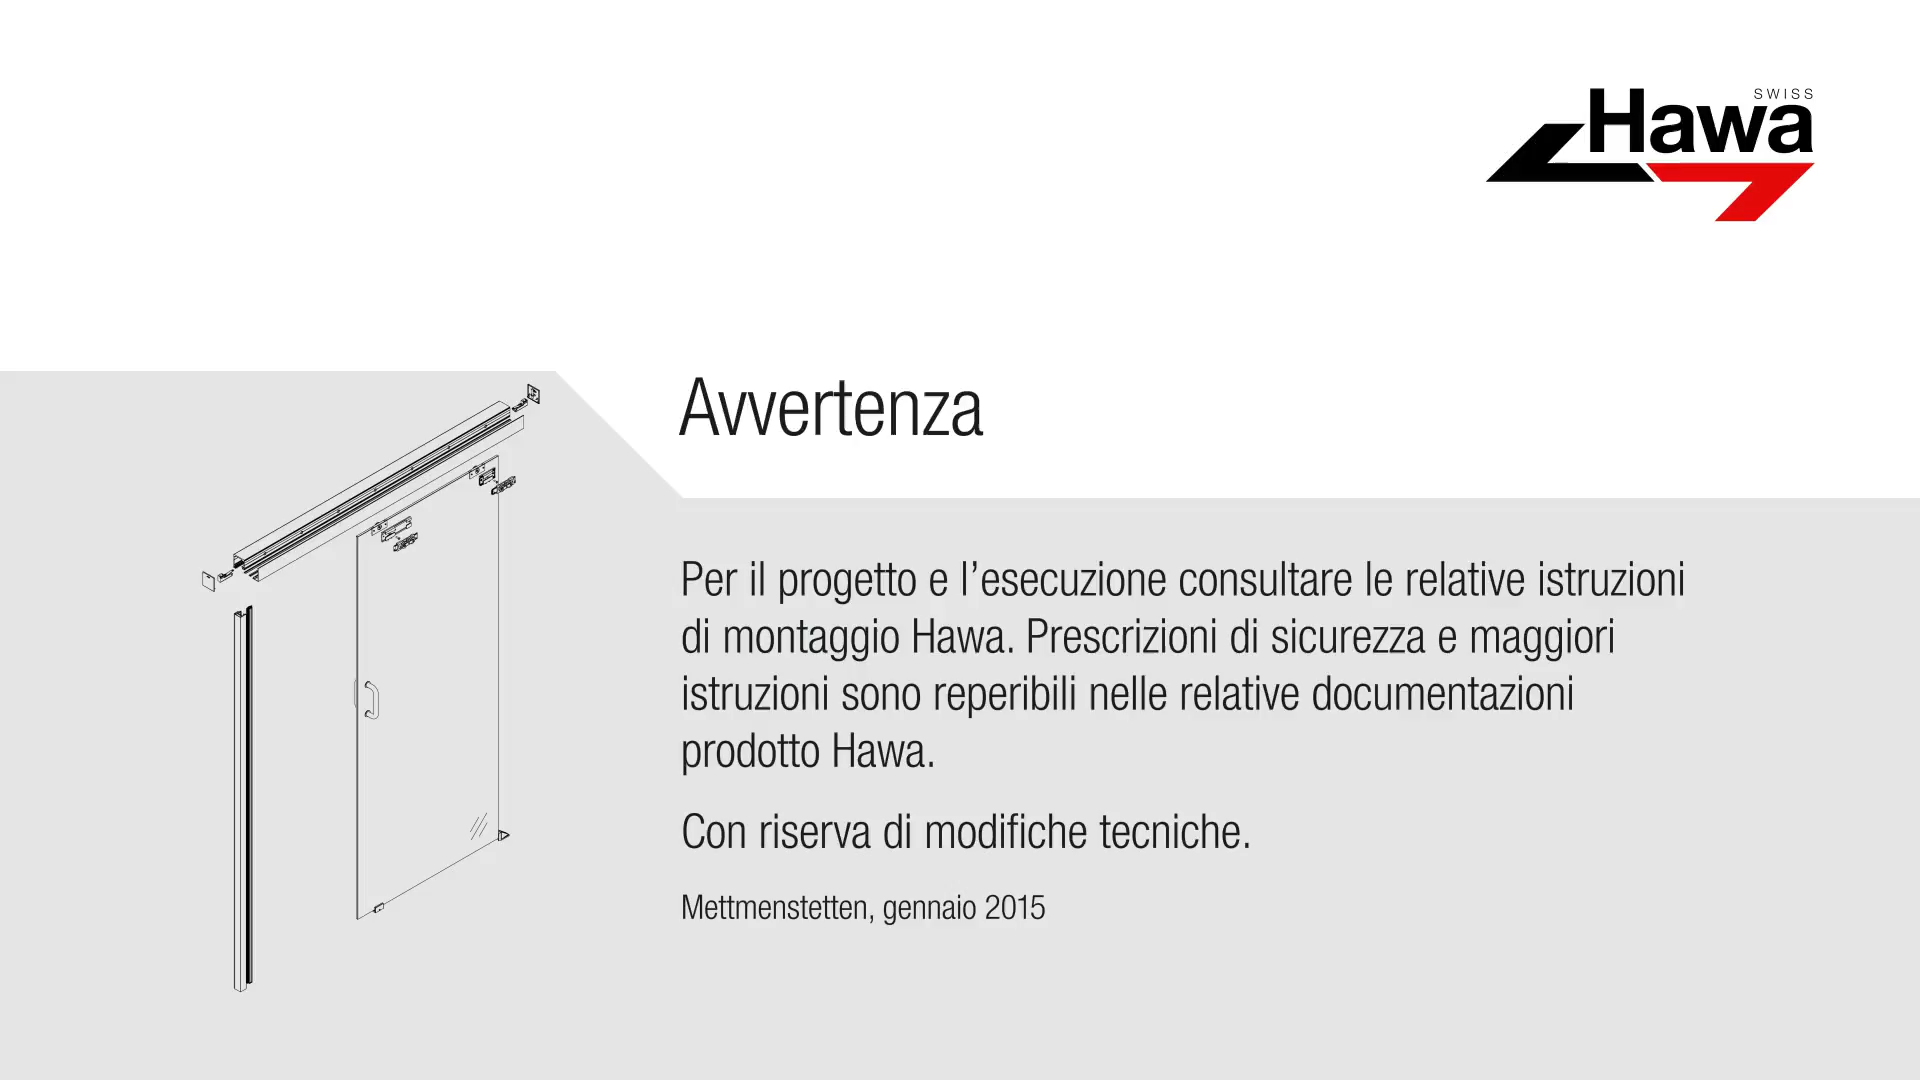 SWISS
Hawa
Avvertenza
Per il progetto e l’esecuzione consultare le relative istruzioni
di montaggio Hawa. Prescrizioni di sicurezza e maggiori
istruzioni sono reperibili nelle relative documentazioni
prodotto Hawa.
Con riserva di modifiche tecniche.
Mettmenstetten, gennaio 2015